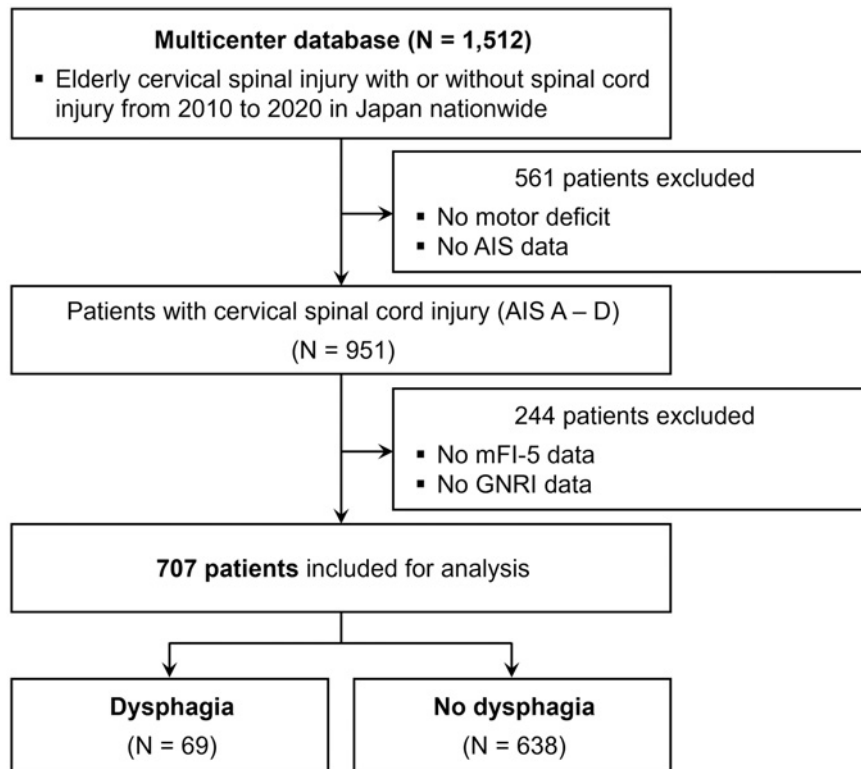 Multicenter database (N = 1,512)
▪ Elderly cervical spinal injury with or without spinal cord
injury from 2010 to 2020 in Japan nationwide
561 patients excluded
▪ No motor deficit
▪ No AIS data
Patients with cervical spinal cord injury (AIS A – D)
(N = 951)
244 patients excluded
▪ No mFI-5 data
▪ No GNRI data
707 patients included for analysis
Dysphagia
(N = 69)
No dysphagia
(N = 638)